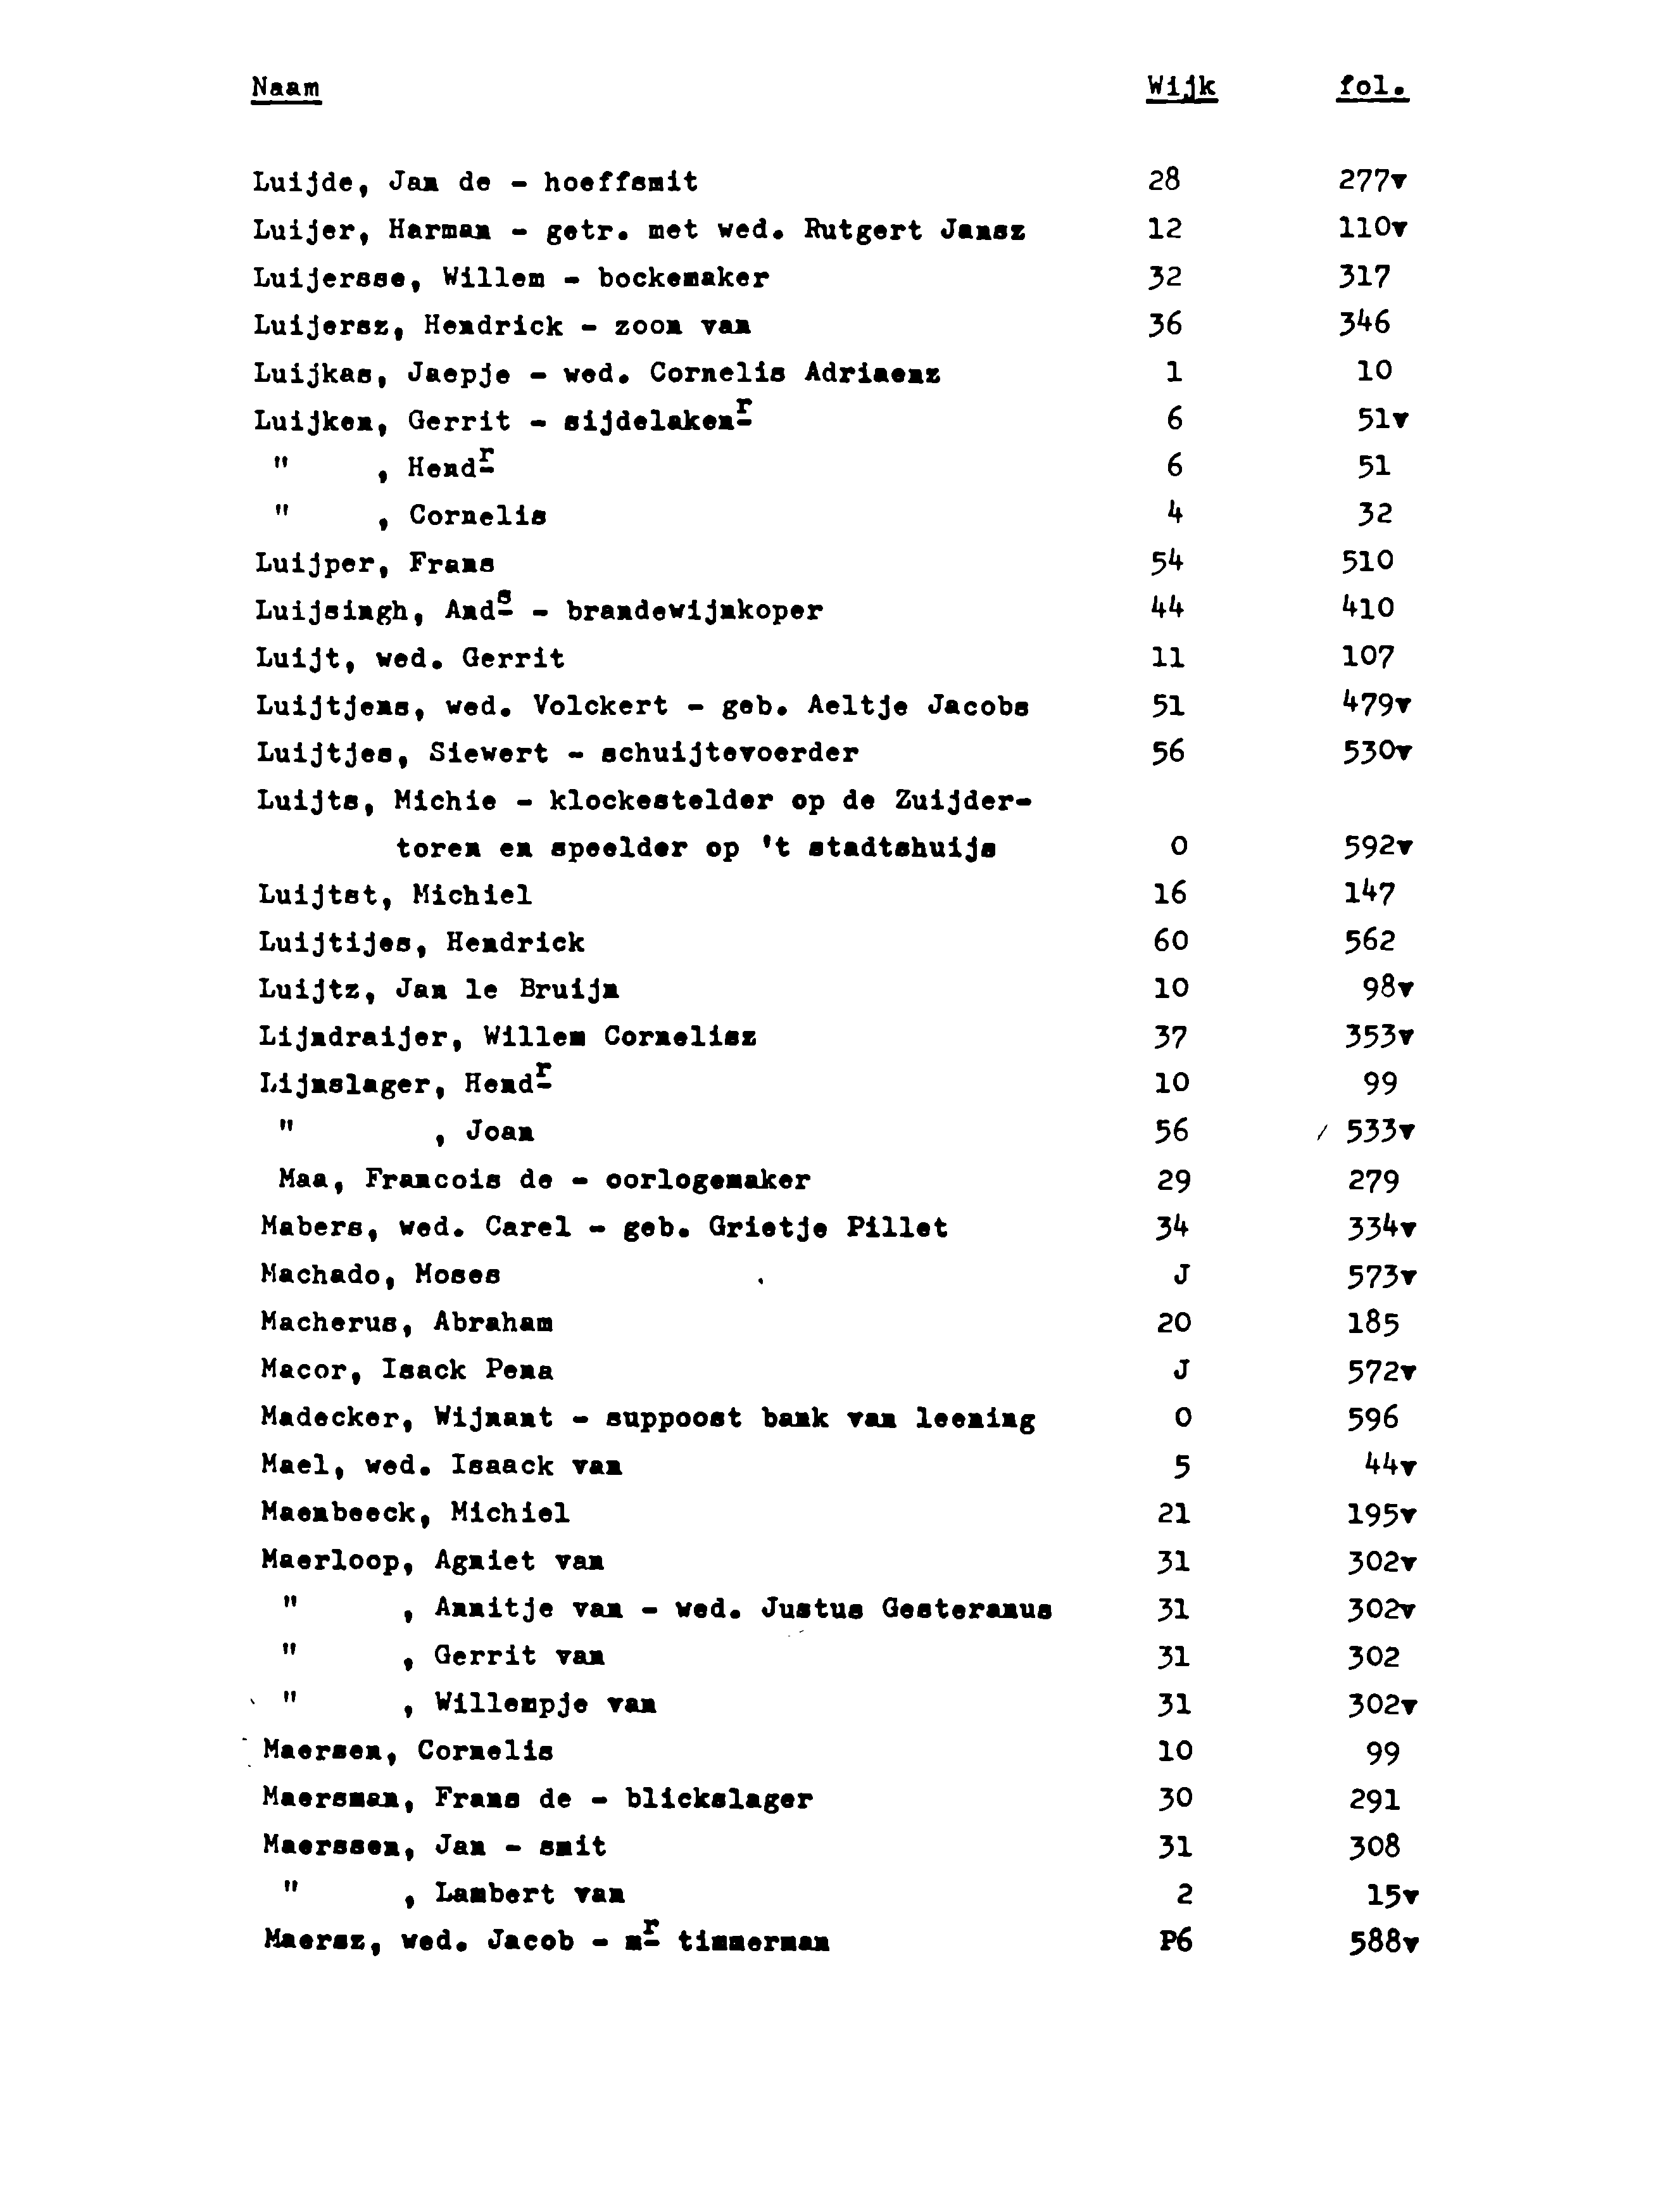 Naam Wijk fol.
Luijde, Jan de - hoeffsmit 28 277v
Luijer, Harman - getr. met wed. Rutgert Jansz 12 110v
Luijersse, Willem - bockemaker 32 317
Luijersz, Hendrick - zoon van 36 346
Luijkas, Jaepje - wed. Cornelis Adriaenz 1 10
Luijken, Gerrit - sijdelakenr 6 51v
" , Hendr 6 51
" , Cornelis 4 32
Luijper, Frans 54 510
Luijsingh, Ands - brandewijnkoper 44 410
Luijt, wed. Gerrit 11 107
Luijtjens, wed. Volckert - geb. Aeltje Jacobs 51 479v
Luijtjes, Siewert - schuijtevoerder 56 530v
Luijts, Michie - klockestelder op de Zuijder-
toren en speelder op 't stadtshuijs O 592v
Luijtst, Michiel 16 147
Luijtijes, Hendrick 60 562
Luijtz, Jan le Bruijn 10 98v
Lijndraijer, Willem Cornelisz 37 353v
Lijnslager, Hendr 10 99
" , Joan 56 533v
Maa, Francois de - oorlogemaker 29 279
Mabers, wed. Carel - geb. Grietje Pillet 34 334v
Machado, Moses J 573v
Macherus, Abraham 20 185
Macor, Isack Pena J 572v
Madecker, Wijnant - suppoost bank van leening O 596
Mael, wed. Isaack van 5 44v
Maenbeeck, Michiel 21 195v
Maerloop, Agniet van 31 302v
" , Annitje van - wed. Justus Gesteranus 31 302v
" , Gerrit van 31 302
" , Willempje van 31 302v
Maersen, Cornelis 10 99
Maersman, Frans de - blickslager 30 291
Maerssen, Jan - smit 31 308
" , Lambert van 2 15v
Maersz, wed. Jacob - mr timmerman P6 588v